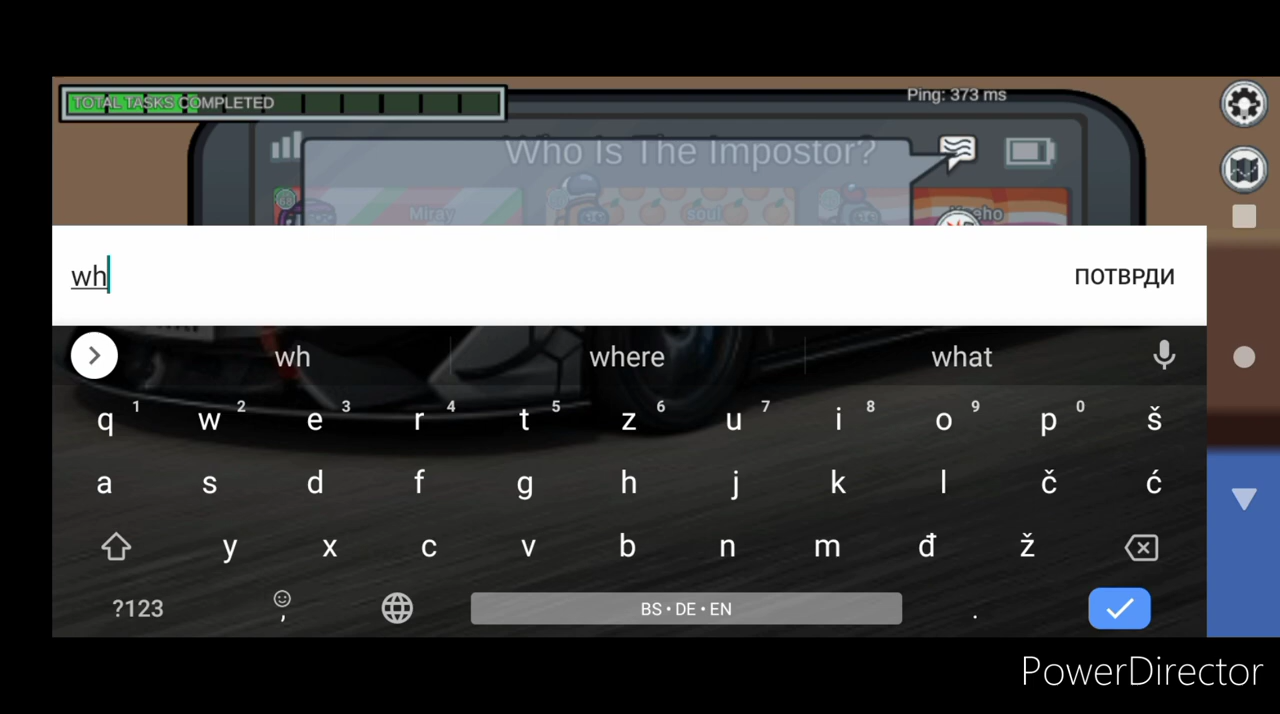 TOTAL TASKS COMPLETED
Ping: 373 ms
Who Is The Impostor?
Miray
soul
wh
ПОТВРДИ
wh where what
q 1 w 2 e 3 r 4 t 5 z 6 u 7 i 8 o 9 p 0 š
a s d f g h j k l č ć
y x c v b n m đ ž
?123 , BS • DE • EN .
PowerDirector